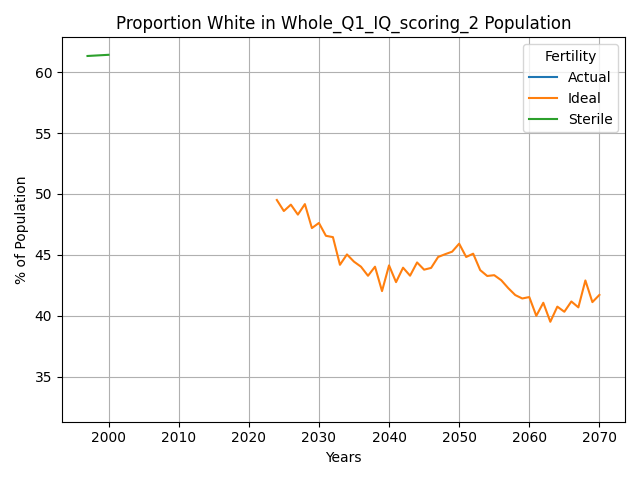 Proportion White in Whole_Q1_IQ_scoring_2 Population
% of Population
60
55
50
45
40
35
Fertility
Actual
Ideal
Sterile
2000 2010 2020 2030 2040 2050 2060 2070
Years